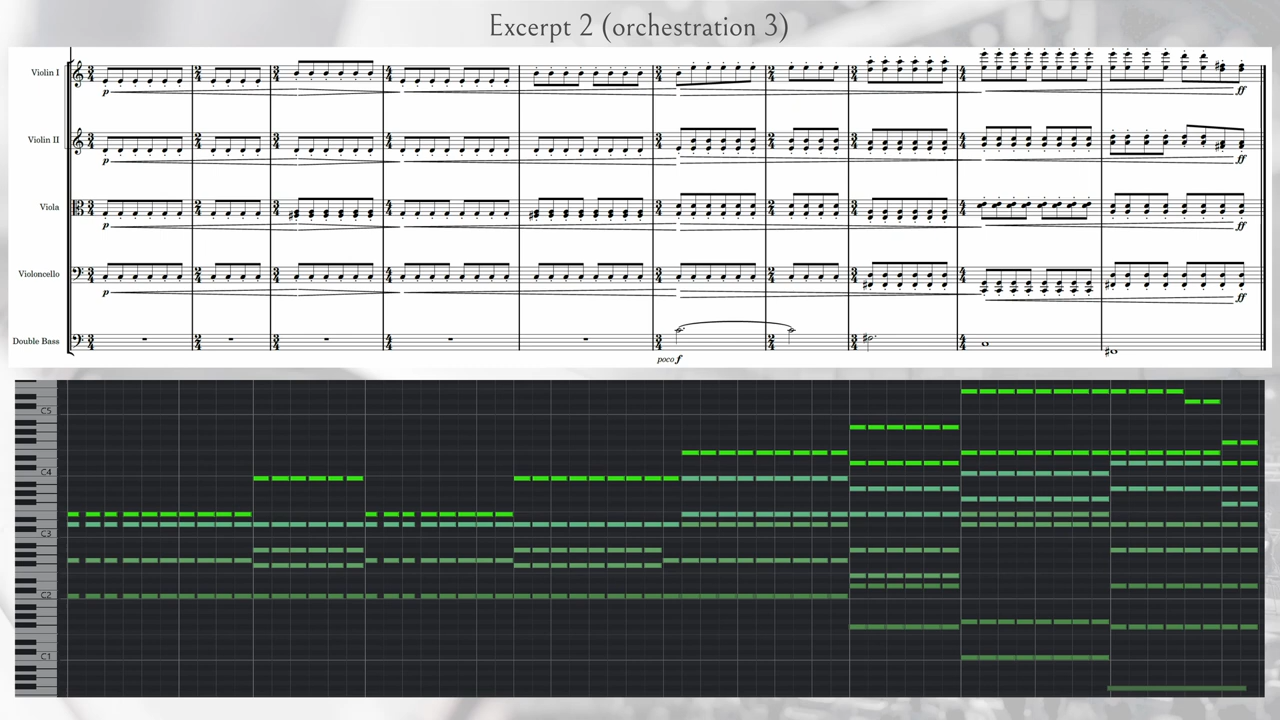 Excerpt 2 (orchestration 3)
Violin I
p
ff
Violin II
p
ff
Viola
p
ff
Violoncello
p
ff
Double Bass
poco f
C5
C4
C3
C2
C1